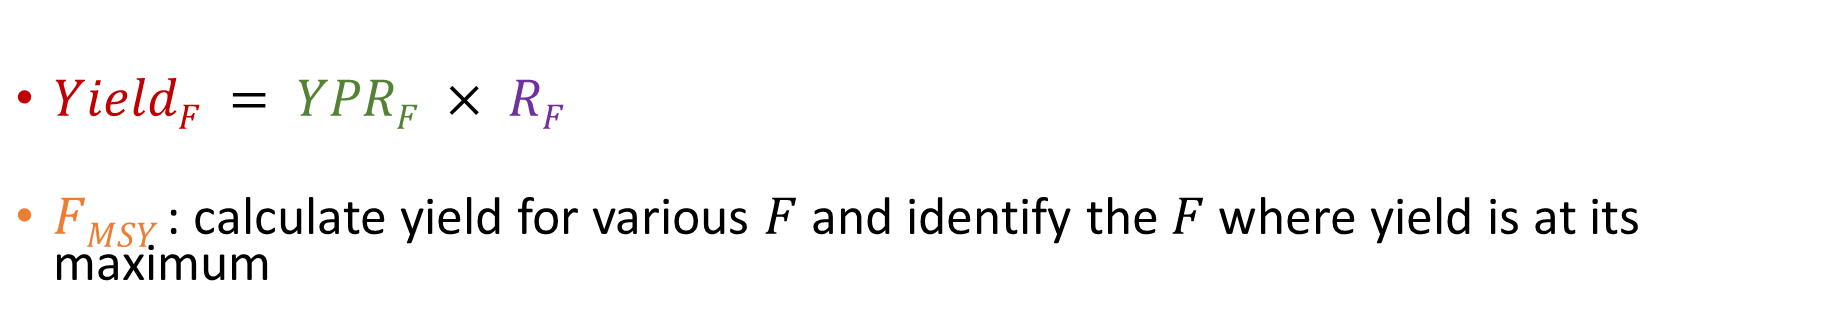 • Yield_F = YPR_F × R_F
• F_MSY : calculate yield for various F and identify the F where yield is at its
maximum